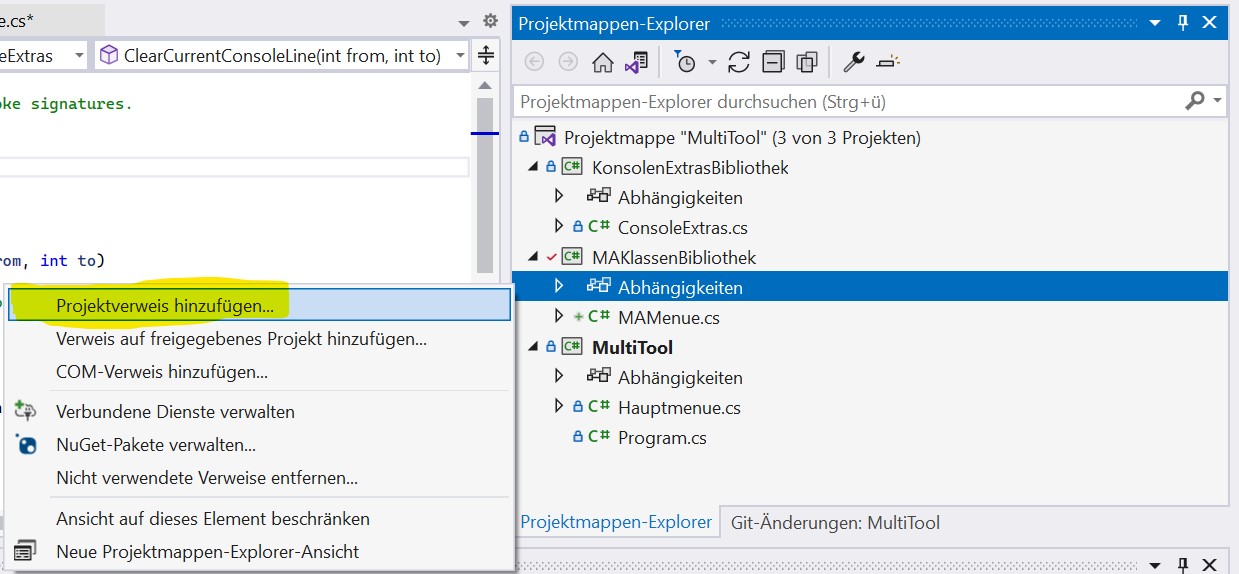 e.cs*
eExtras
ClearCurrentConsoleLine(int from, int to)
oke signatures.
rom, int to)
Projektverweis hinzufügen...
Verweis auf freigegebenes Projekt hinzufügen...
COM-Verweis hinzufügen...
Verbundene Dienste verwalten
NuGet-Pakete verwalten...
Nicht verwendete Verweise entfernen...
Ansicht auf dieses Element beschränken
Neue Projektmappen-Explorer-Ansicht
Projektmappen-Explorer
Projektmappen-Explorer durchsuchen (Strg+ü)
Projektmappe "MultiTool" (3 von 3 Projekten)
C# KonsolenExtrasBibliothek
Abhängigkeiten
C# ConsoleExtras.cs
C# MAKlassenBibliothek
Abhängigkeiten
+ C# MAMenue.cs
C# MultiTool
Abhängigkeiten
C# Hauptmenue.cs
C# Program.cs
Projektmappen-Explorer
Git-Änderungen: MultiTool